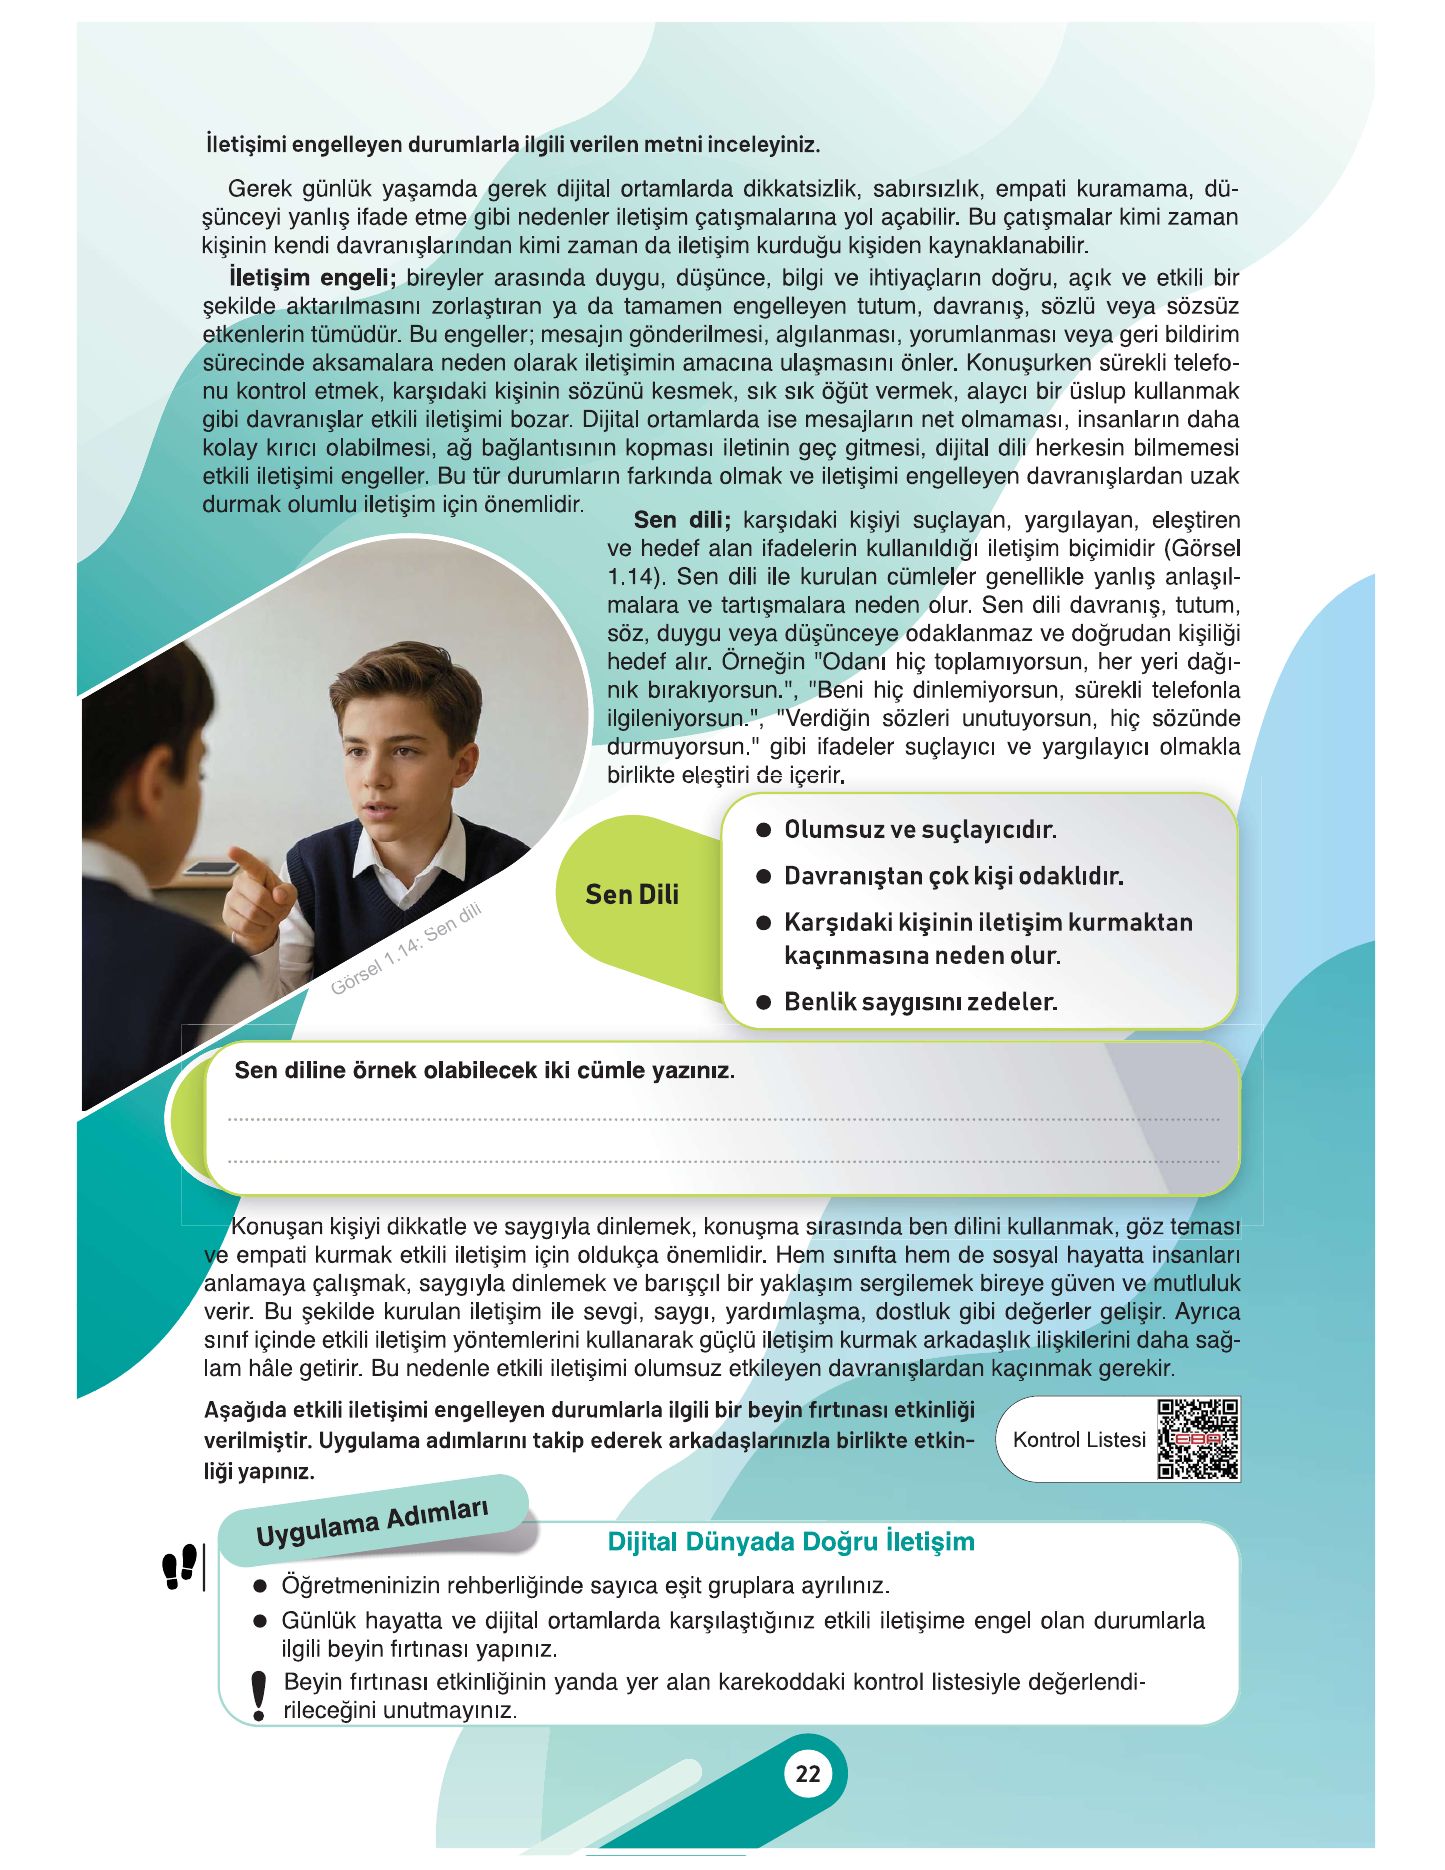 İletişimi engelleyen durumlarla ilgili verilen metni inceleyiniz.
Gerek günlük yaşamda gerek dijital ortamlarda dikkatsizlik, sabırsızlık, empati kuramama, dü-
şünceyi yanlış ifade etme gibi nedenler iletişim çatışmalarına yol açabilir. Bu çatışmalar kimi zaman
kişinin kendi davranışlarından kimi zaman da iletişim kurduğu kişiden kaynaklanabilir.
İletişim engeli; bireyler arasında duygu, düşünce, bilgi ve ihtiyaçların doğru, açık ve etkili bir
şekilde aktarılmasını zorlaştıran ya da tamamen engelleyen tutum, davranış, sözlü veya sözsüz
etkenlerin tümüdür. Bu engeller; mesajın gönderilmesi, algılanması, yorumlanması veya geri bildirim
sürecinde aksamalara neden olarak iletişimin amacına ulaşmasını önler. Konuşurken sürekli telefo-
nu kontrol etmek, karşıdaki kişinin sözünü kesmek, sık sık öğüt vermek, alaycı bir üslup kullanmak
gibi davranışlar etkili iletişimi bozar. Dijital ortamlarda ise mesajların net olmaması, insanların daha
kolay kırıcı olabilmesi, ağ bağlantısının kopması iletinin geç gitmesi, dijital dili herkesin bilmemesi
etkili iletişimi engeller. Bu tür durumların farkında olmak ve iletişimi engelleyen davranışlardan uzak
durmak olumlu iletişim için önemlidir.
Sen dili; karşıdaki kişiyi suçlayan, yargılayan, eleştiren
ve hedef alan ifadelerin kullanıldığı iletişim biçimidir (Görsel
1.14). Sen dili ile kurulan cümleler genellikle yanlış anlaşıl-
malara ve tartışmalara neden olur. Sen dili davranış, tutum,
söz, duygu veya düşünceye odaklanmaz ve doğrudan kişiliği
hedef alır. Örneğin "Odanı hiç toplamıyorsun, her yeri dağı-
nık bırakıyorsun.", "Beni hiç dinlemiyorsun, sürekli telefonla
ilgileniyorsun.", "Verdiğin sözleri unutuyorsun, hiç sözünde
durmuyorsun." gibi ifadeler suçlayıcı ve yargılayıcı olmakla
birlikte eleştiri de içerir.
Görsel 1.14: Sen dili
Sen Dili
● Olumsuz ve suçlayıcıdır.
● Davranıştan çok kişi odaklıdır.
● Karşıdaki kişinin iletişim kurmaktan
kaçınmasına neden olur.
● Benlik saygısını zedeler.
Sen diline örnek olabilecek iki cümle yazınız.
Konuşan kişiyi dikkatle ve saygıyla dinlemek, konuşma sırasında ben dilini kullanmak, göz teması
ve empati kurmak etkili iletişim için oldukça önemlidir. Hem sınıfta hem de sosyal hayatta insanları
anlamaya çalışmak, saygıyla dinlemek ve barışçıl bir yaklaşım sergilemek bireye güven ve mutluluk
verir. Bu şekilde kurulan iletişim ile sevgi, saygı, yardımlaşma, dostluk gibi değerler gelişir. Ayrıca
sınıf içinde etkili iletişim yöntemlerini kullanarak güçlü iletişim kurmak arkadaşlık ilişkilerini daha sağ-
lam hâle getirir. Bu nedenle etkili iletişimi olumsuz etkileyen davranışlardan kaçınmak gerekir.
Aşağıda etkili iletişimi engelleyen durumlarla ilgili bir beyin fırtınası etkinliği
verilmiştir. Uygulama adımlarını takip ederek arkadaşlarınızla birlikte etkin-
liği yapınız.
Kontrol Listesi
EBA
Uygulama Adımları
Dijital Dünyada Doğru İletişim
● Öğretmeninizin rehberliğinde sayıca eşit gruplara ayrılınız.
● Günlük hayatta ve dijital ortamlarda karşılaştığınız etkili iletişime engel olan durumlarla
ilgili beyin fırtınası yapınız.
! Beyin fırtınası etkinliğinin yanda yer alan karekoddaki kontrol listesiyle değerlendi-
rileceğini unutmayınız.
22